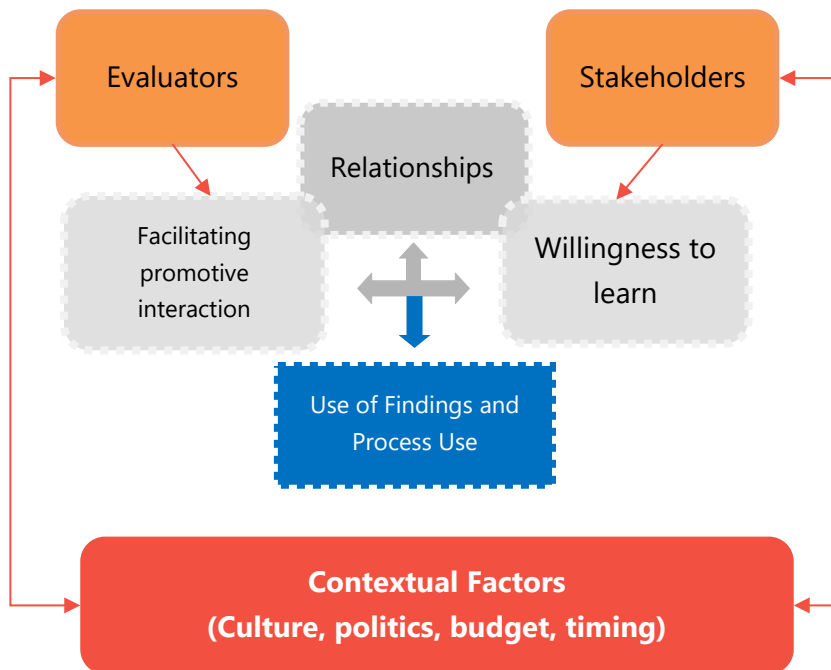 Evaluators
Stakeholders
Relationships
Facilitating
promotive
interaction
Willingness to
learn
Use of Findings and
Process Use
Contextual Factors
(Culture, politics, budget, timing)